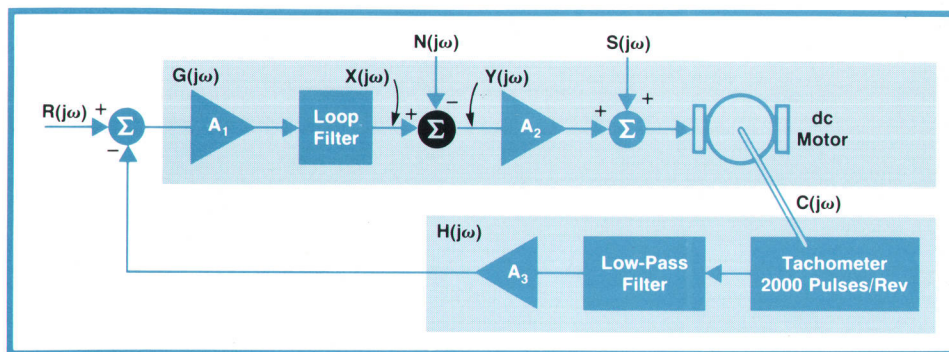 N(jω)
S(jω)
G(jω)
X(jω)
Y(jω)
R(jω)
+
Σ
−
A1
Loop
Filter
+
−
Σ
A2
+
+
Σ
dc
Motor
C(jω)
H(jω)
A3
Low-Pass
Filter
Tachometer
2000 Pulses/Rev